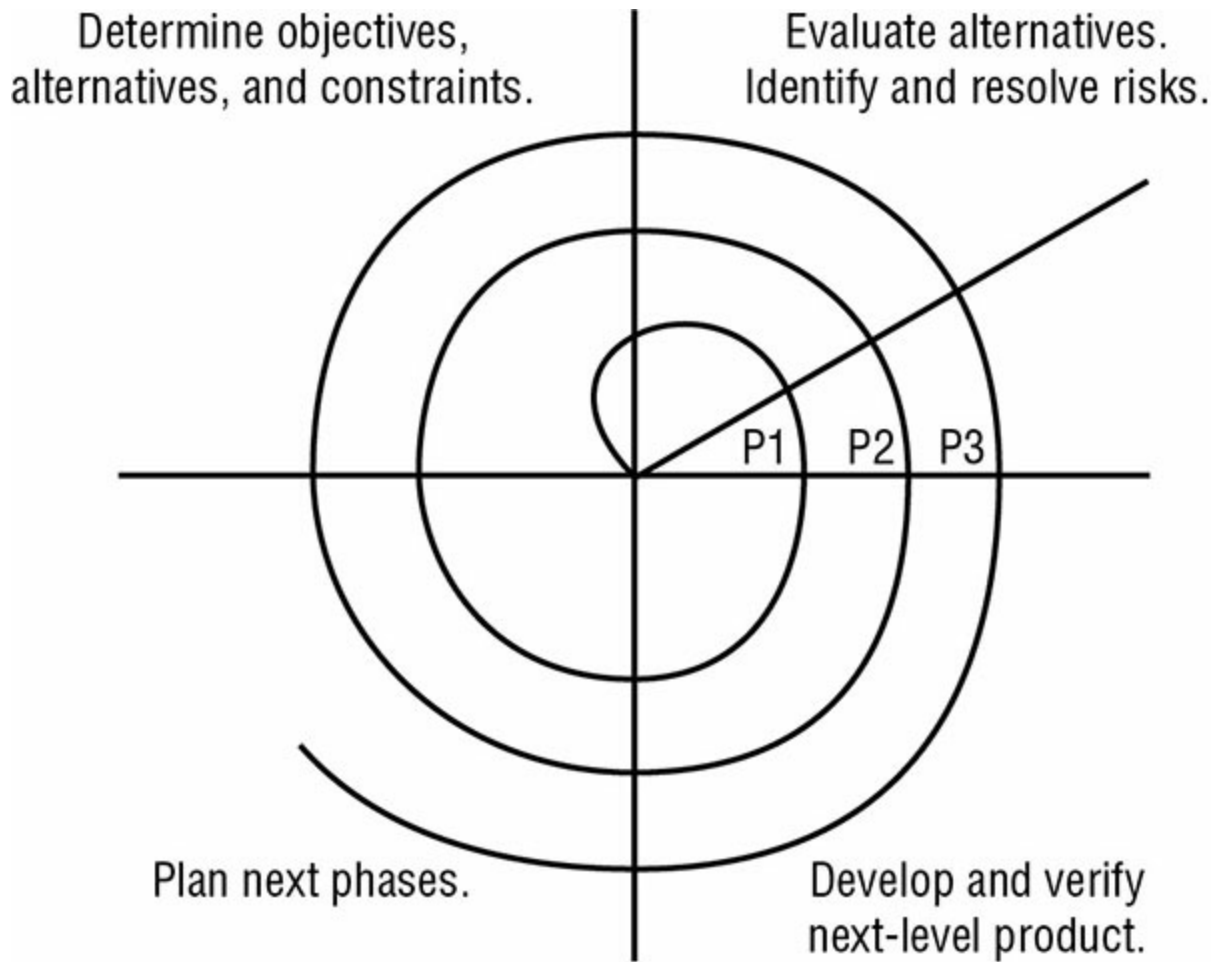 Determine objectives,
alternatives, and constraints.
Evaluate alternatives.
Identify and resolve risks.
P1
P2
P3
Plan next phases.
Develop and verify
next-level product.